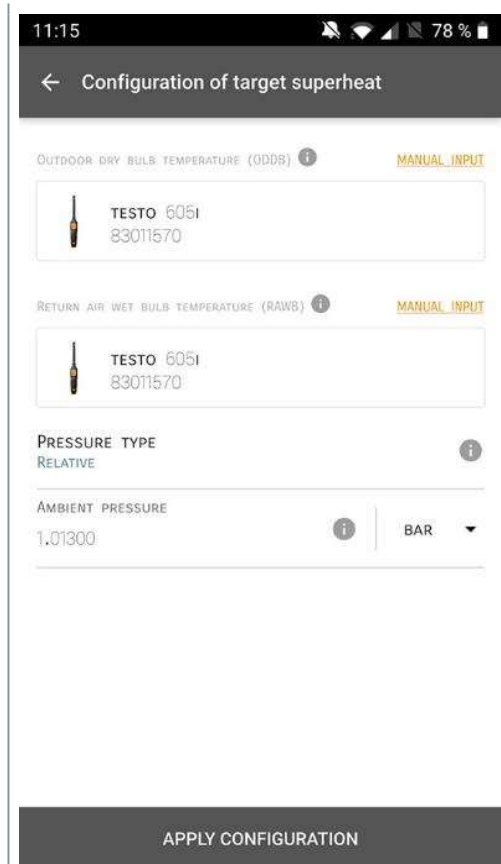 11:15
78 %
Configuration of target superheat
OUTDOOR DRY BULB TEMPERATURE (ODDB)
MANUAL INPUT
TESTO 605I
83011570
RETURN AIR WET BULB TEMPERATURE (RAWB)
MANUAL INPUT
TESTO 605I
83011570
PRESSURE TYPE
RELATIVE
AMBIENT PRESSURE
1.01300
BAR
APPLY CONFIGURATION